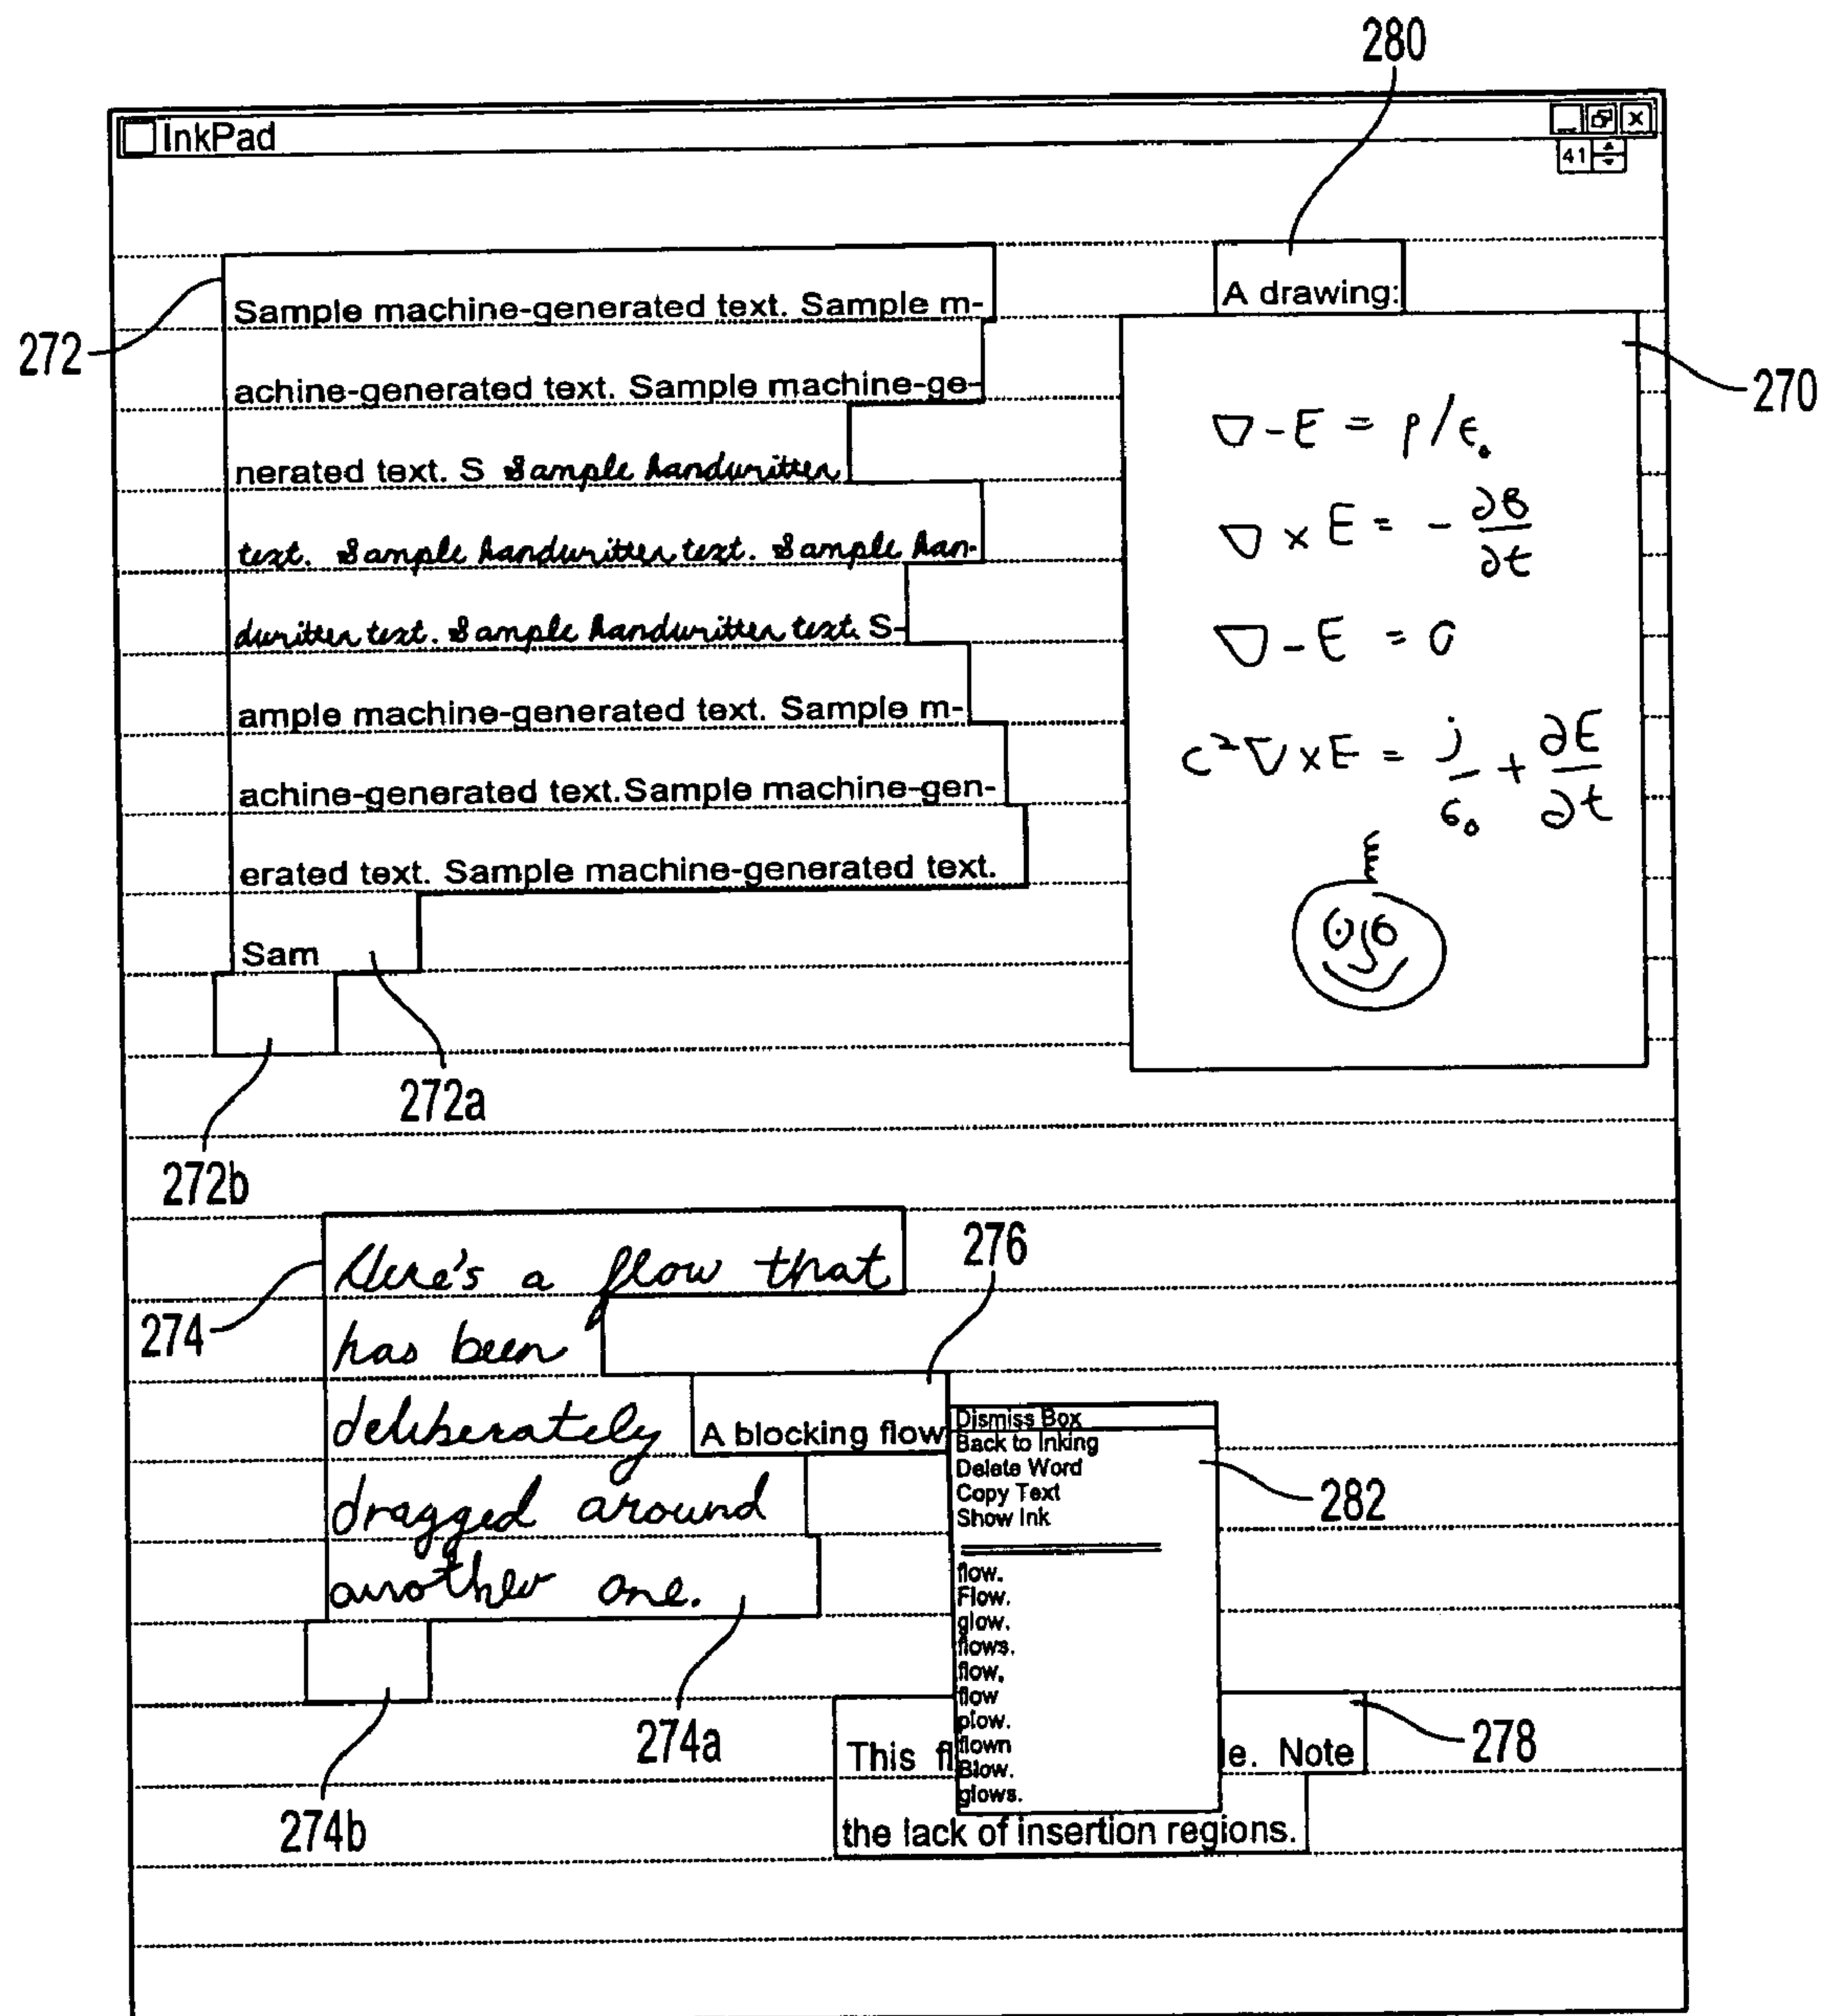 280
InkPad
41
272
Sample machine-generated text. Sample m-
achine-generated text. Sample machine-ge-
nerated text. S Sample handwritten
text. Sample handwritten text. Sample han-
dwritten text. Sample handwritten text. S-
ample machine-generated text. Sample m-
achine-generated text.Sample machine-gen-
erated text. Sample machine-generated text.
Sam
272a
272b
A drawing:
270
∇-E = ρ/ε₀
∇ × E = - ∂B/∂t
∇-E = 0
c²∇×E = j/ε₀ + ∂E/∂t
274
Here's a flow that
has been
deliberately
dragged around
another one.
274a
274b
276
A blocking flow
Dismiss Box
Back to Inking
Delete Word
Copy Text
Show Ink
282
flow.
Flow.
glow.
flows.
flow,
flow
plow.
flown
Blow.
glows.
This fl e. Note
278
the lack of insertion regions.